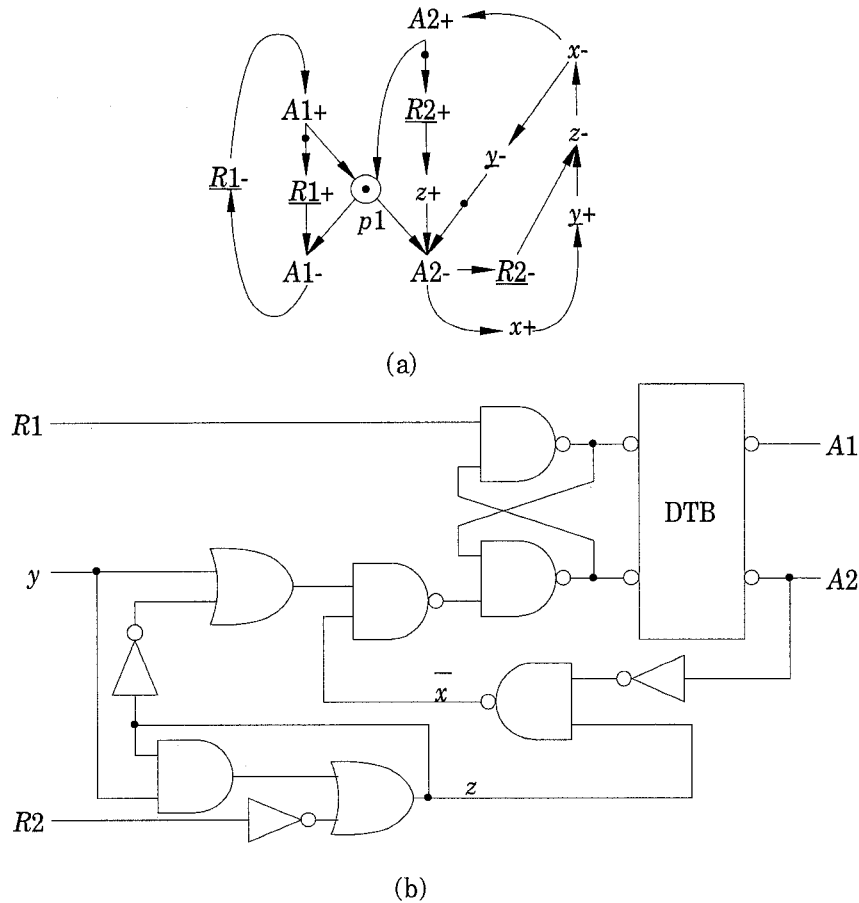 A2+
x-
A1+
R2+
z-
R1-
R1+
y-
z+
y+
p1
A1-
A2-
R2-
x+
(a)
R1
A1
DTB
y
A2
x
z
R2
(b)